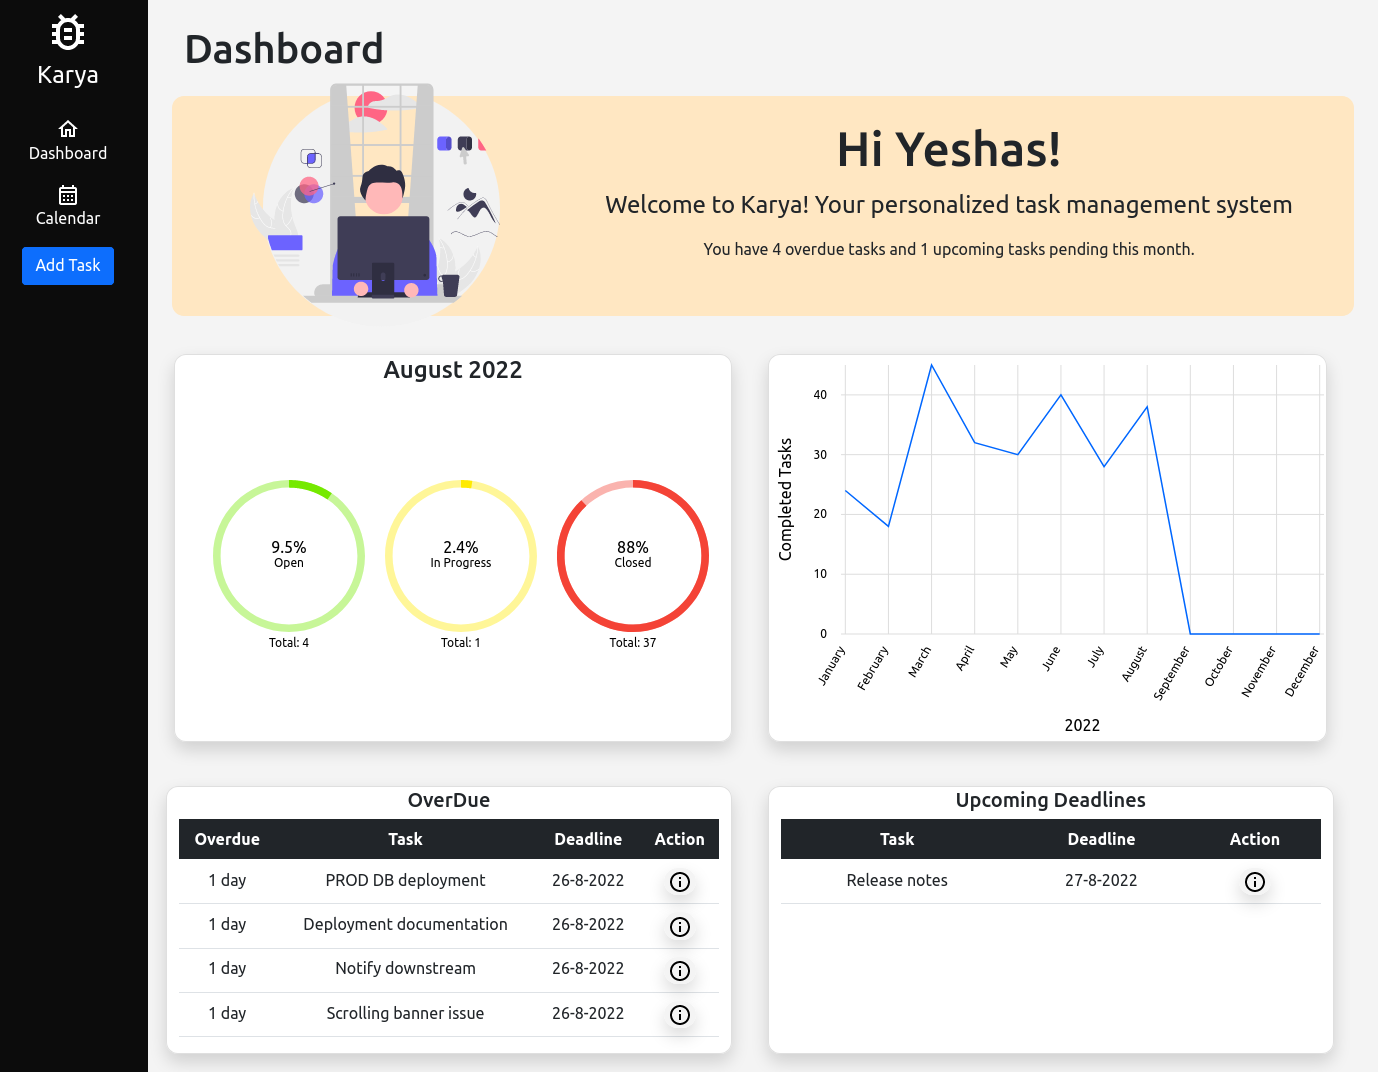 Karya
Dashboard
Calendar
Add Task
Dashboard
Hi Yeshas!
Welcome to Karya! Your personalized task management system
You have 4 overdue tasks and 1 upcoming tasks pending this month.
August 2022
9.5%
Open
Total: 4
2.4%
In Progress
Total: 1
88%
Closed
Total: 37
Completed Tasks
40
30
20
10
0
January February March April May June July August September October November December
2022
OverDue
Overdue Task Deadline Action
1 day PROD DB deployment 26-8-2022
1 day Deployment documentation 26-8-2022
1 day Notify downstream 26-8-2022
1 day Scrolling banner issue 26-8-2022
Upcoming Deadlines
Task Deadline Action
Release notes 27-8-2022